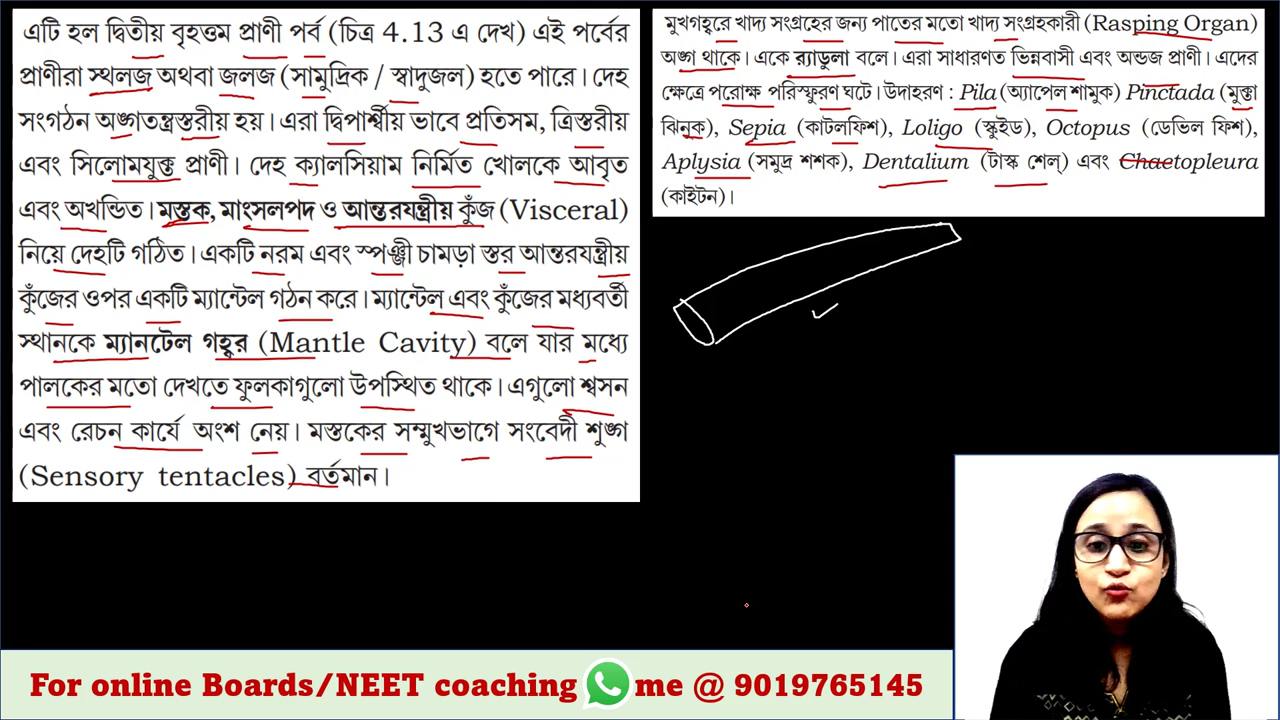 এটি হল দ্বিতীয় বৃহত্তম প্রাণী পর্ব (চিত্র 4.13 এ দেখ) এই পর্বের
প্রাণীরা স্থলজ অথবা জলজ (সামুদ্রিক / স্বাদুজল) হতে পারে। দেহ
সংগঠন অঙ্গতন্ত্রস্তরীয় হয়। এরা দ্বিপার্শ্বীয় ভাবে প্রতিসম, ত্রিস্তরীয়
এবং সিলোমযুক্ত প্রাণী। দেহ ক্যালসিয়াম নির্মিত খোলকে আবৃত
এবং অখন্ডিত। মস্তক, মাংসলপদ ও আন্তরযন্ত্রীয় কুঁজ (Visceral)
নিয়ে দেহটি গঠিত। একটি নরম এবং স্পঞ্জী চামড়া স্তর আন্তরযন্ত্রীয়
কুঁজের ওপর একটি ম্যান্টেল গঠন করে। ম্যান্টেল এবং কুঁজের মধ্যবর্তী
স্থানকে ম্যানটেল গহ্বর (Mantle Cavity) বলে যার মধ্যে
পালকের মতো দেখতে ফুলকাগুলো উপস্থিত থাকে। এগুলো শ্বসন
এবং রেচন কার্যে অংশ নেয়। মস্তকের সম্মুখভাগে সংবেদী শুঙ্গ
(Sensory tentacles) বর্তমান।
মুখগহ্বরে খাদ্য সংগ্রহের জন্য পাতের মতো খাদ্য সংগ্রহকারী (Rasping Organ)
অঙ্গ থাকে। একে র‍্যাডুলা বলে। এরা সাধারণত ভিন্নবাসী এবং অন্ডজ প্রাণী। এদের
ক্ষেত্রে পরোক্ষ পরিস্ফুরণ ঘটে। উদাহরণ : Pila (অ্যাপেল শামুক) Pinctada (মুক্তা
ঝিনুক), Sepia (কাটলফিশ), Loligo (স্কুইড), Octopus (ডেভিল ফিশ),
Aplysia (সমুদ্র শশক), Dentalium (টাস্ক শেল্) এবং Chaetopleura
(কাইটন)।
For online Boards/NEET coaching me @ 9019765145